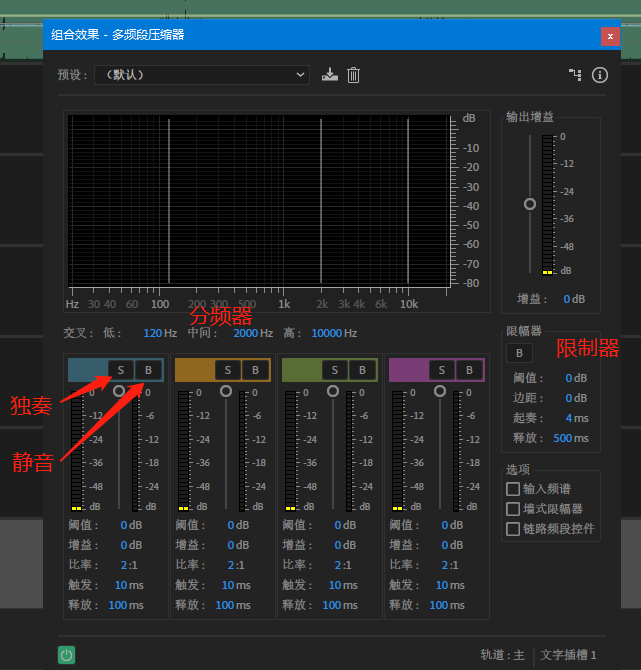 组合效果 - 多频段压缩器
x
预设： （默认）
dB
-10
-20
-30
-40
-50
-60
-70
-80
Hz 30 40 60 100 200 300 600 1k 2k 3k 4k 6k 10k
分频器
交叉： 低： 120 Hz 中间： 2000 Hz 高： 10000 Hz
S B S B S B S B
独奏
静音
0 0 0 0 0 0 0 0
-12 -6 -12 -6 -12 -6 -12 -6
-24 -12 -24 -12 -24 -12 -24 -12
-36 -18 -36 -18 -36 -18 -36 -18
-48 -24 -48 -24 -48 -24 -48 -24
dB dB dB dB dB dB dB dB
阈值： 0 dB 阈值： 0 dB 阈值： 0 dB 阈值： 0 dB
增益： 0 dB 增益： 0 dB 增益： 0 dB 增益： 0 dB
比率： 2 :1 比率： 2 :1 比率： 2 :1 比率： 2 :1
触发： 10 ms 触发： 10 ms 触发： 10 ms 触发： 10 ms
释放： 100 ms 释放： 100 ms 释放： 100 ms 释放： 100 ms
输出增益
0
-12
-24
-36
-48
dB
增益： 0 dB
限幅器
B 限制器
阈值： 0 dB
边距： 0 dB
起奏： 4 ms
释放： 500 ms
选项
输入频谱
墙式限幅器
链路频段控件
轨道：主 文字插槽 1